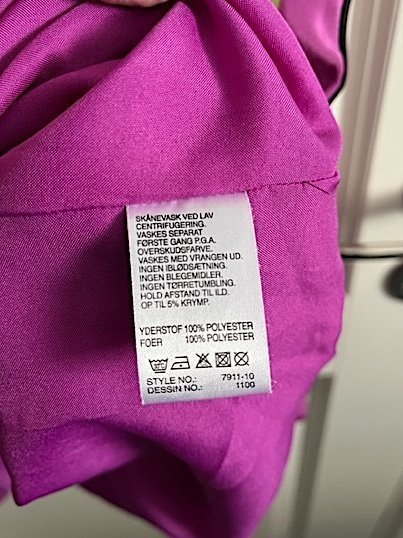 SKÅNEVASK VED LAV
CENTRIFUGERING.
VASKES SEPARAT
FØRSTE GANG P.G.A.
OVERSKUDSFARVE.
VASKES MED VRANGEN UD.
INGEN IBLØDSÆTNING.
INGEN BLEGEMIDLER.
INGEN TØRRETUMBLING.
HOLD AFSTAND TIL ILD.
OP TIL 5% KRYMP.
YDERSTOF 100% POLYESTER
FOER 100% POLYESTER
STYLE NO.: 7911-10
DESSIN NO.: 1100